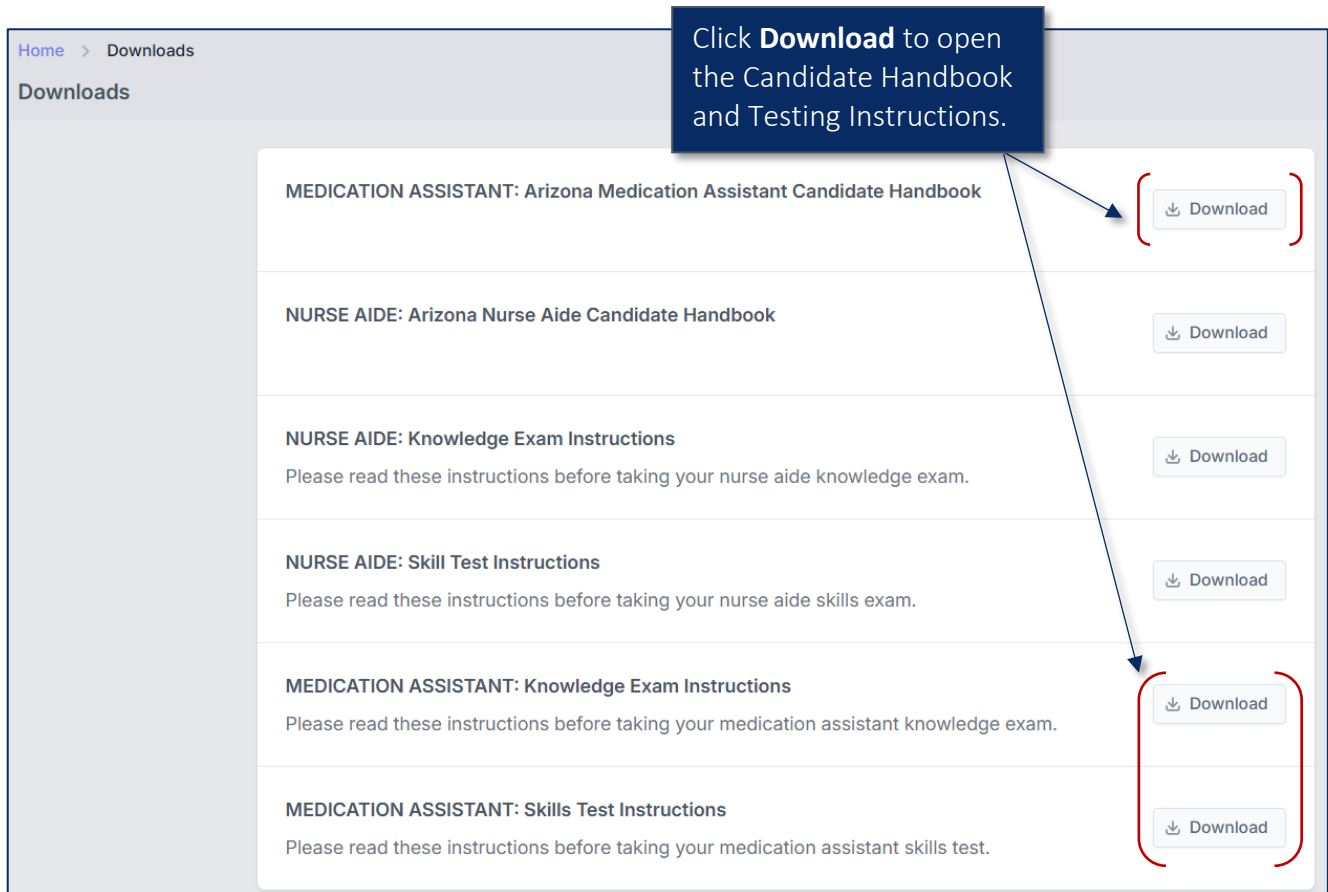 Home > Downloads
Downloads
Click Download to open
the Candidate Handbook
and Testing Instructions.
MEDICATION ASSISTANT: Arizona Medication Assistant Candidate Handbook
Download
NURSE AIDE: Arizona Nurse Aide Candidate Handbook
Download
NURSE AIDE: Knowledge Exam Instructions
Please read these instructions before taking your nurse aide knowledge exam.
Download
NURSE AIDE: Skill Test Instructions
Please read these instructions before taking your nurse aide skills exam.
Download
MEDICATION ASSISTANT: Knowledge Exam Instructions
Please read these instructions before taking your medication assistant knowledge exam.
Download
MEDICATION ASSISTANT: Skills Test Instructions
Please read these instructions before taking your medication assistant skills test.
Download